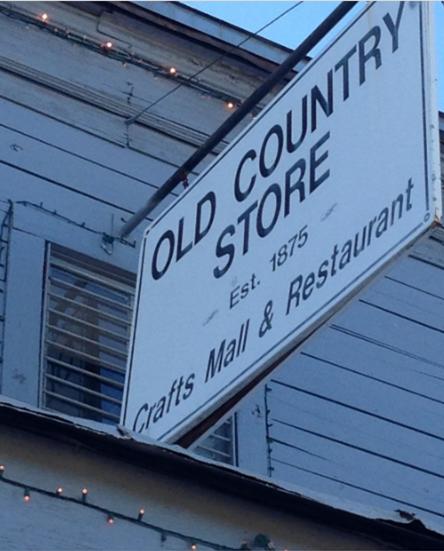 OLD COUNTRY
STORE
Est. 1875
Crafts Mall & Restaurant